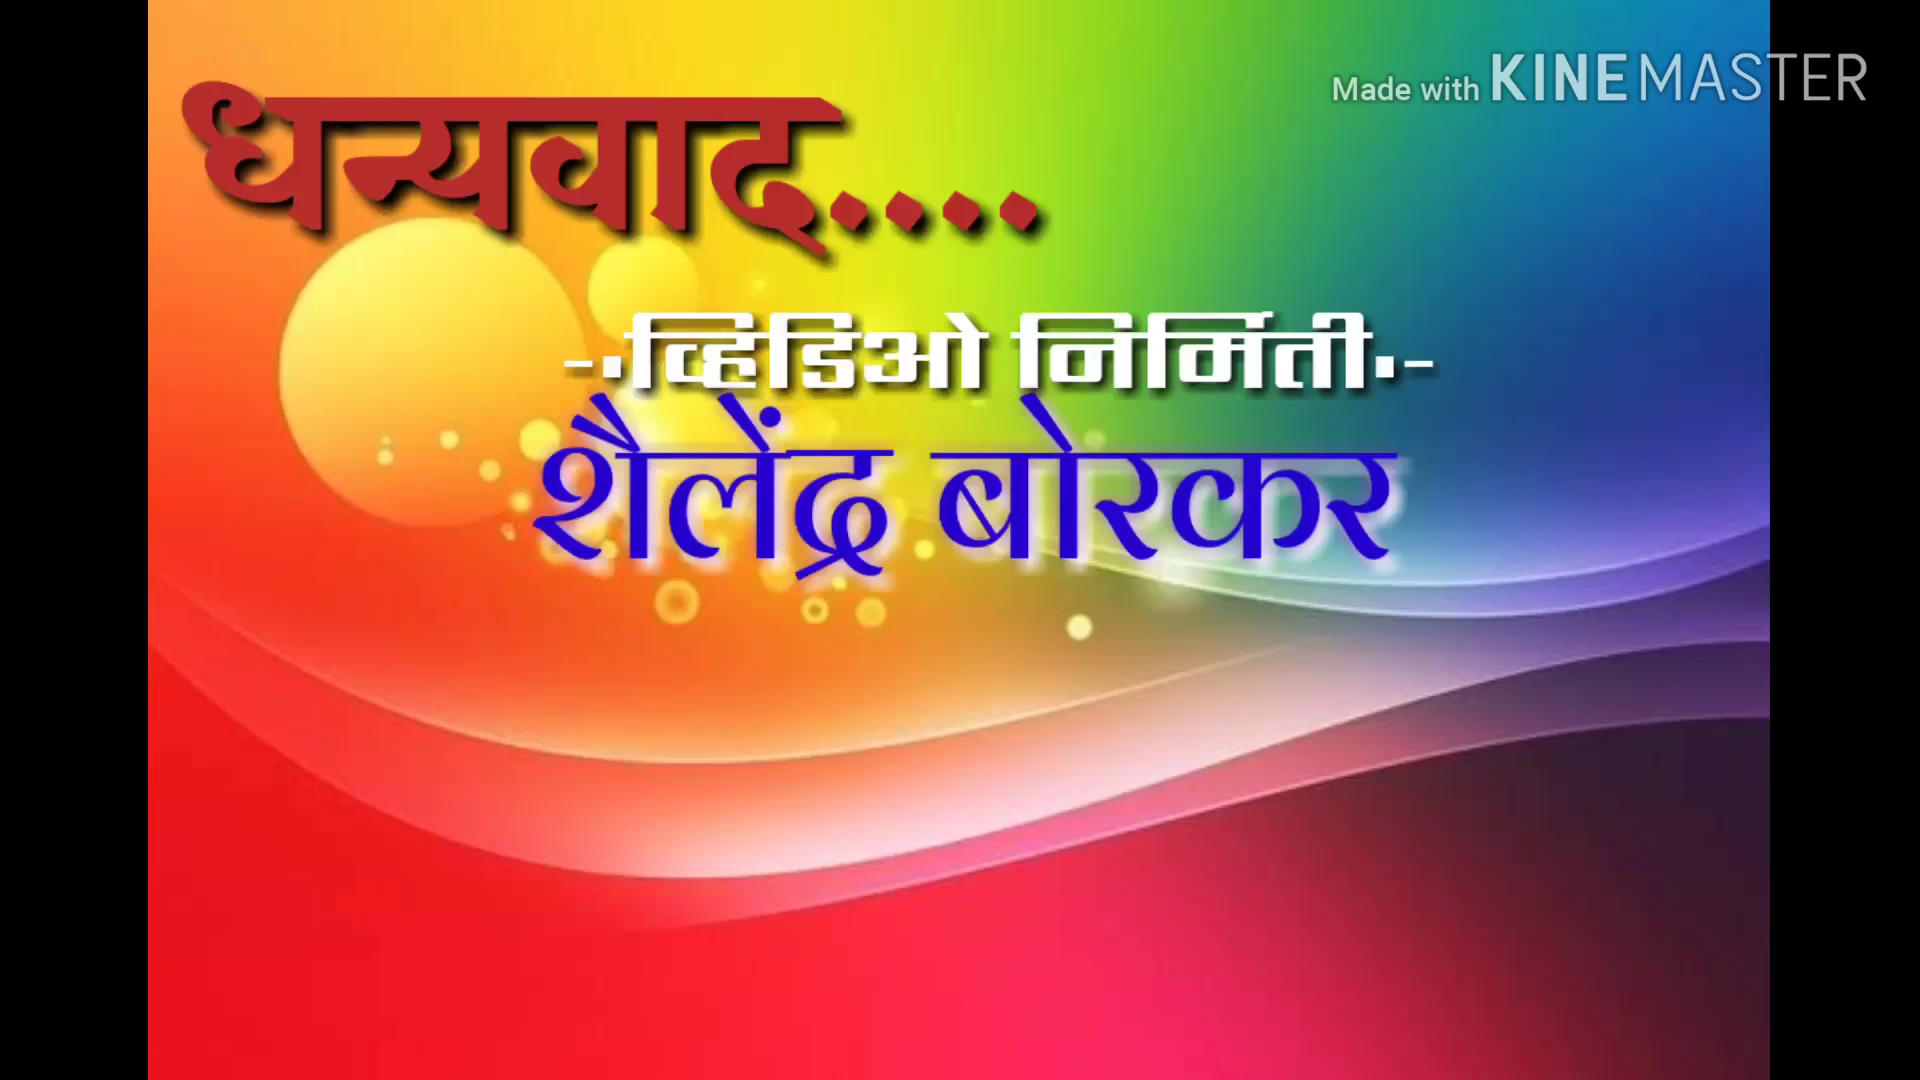 Made with KINEMASTER
धन्यवाद....
-·व्हिडिओ निर्मिती·-
शैलेंद्र बोरकर